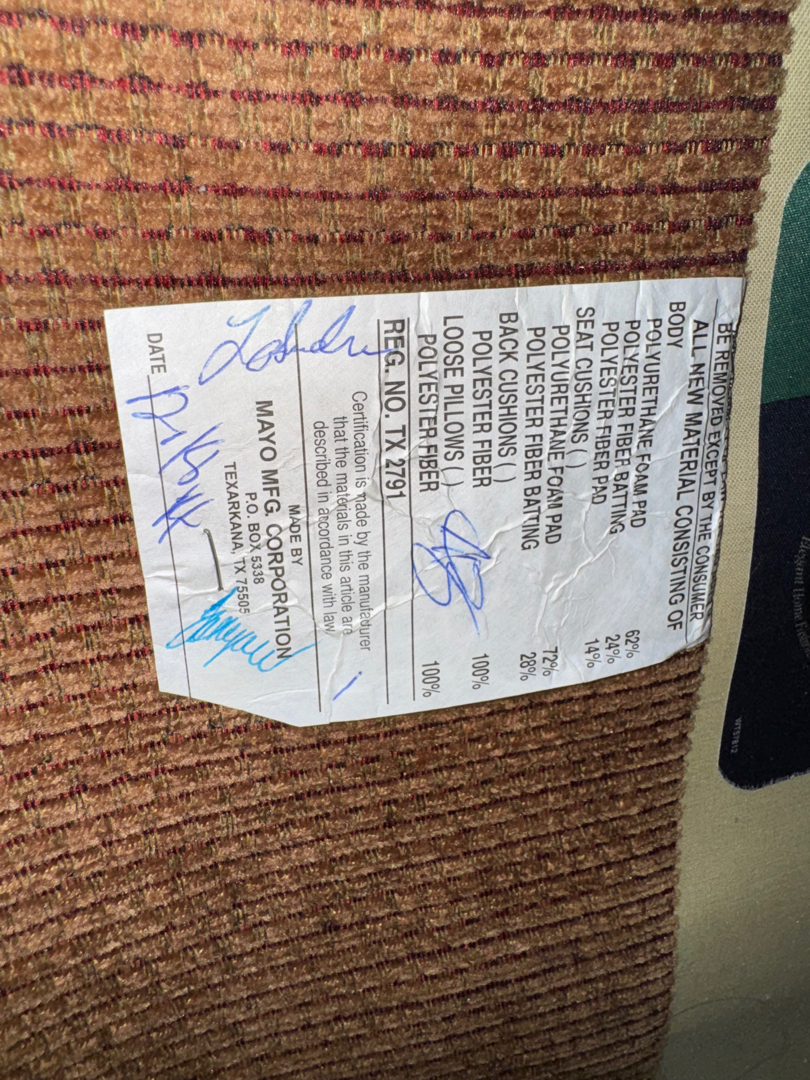 BE REMOVED EXCEPT BY THE CONSUMER
ALL NEW MATERIAL CONSISTING OF
BODY
POLYURETHANE FOAM PAD 62%
POLYESTER FIBER BATTING 24%
POLYESTER FIBER PAD 14%
SEAT CUSHIONS ( )
POLYURETHANE FOAM PAD 72%
POLYESTER FIBER BATTING 28%
BACK CUSHIONS ( )
POLYESTER FIBER 100%
LOOSE PILLOWS ( )
POLYESTER FIBER 100%
REG. NO. TX 2791
Certification is made by the manufacturer
that the materials in this article are
described in accordance with law
MADE BY
MAYO MFG. CORPORATION
P.O. BOX 5338
TEXARKANA, TX 75505
DATE
WTS7812